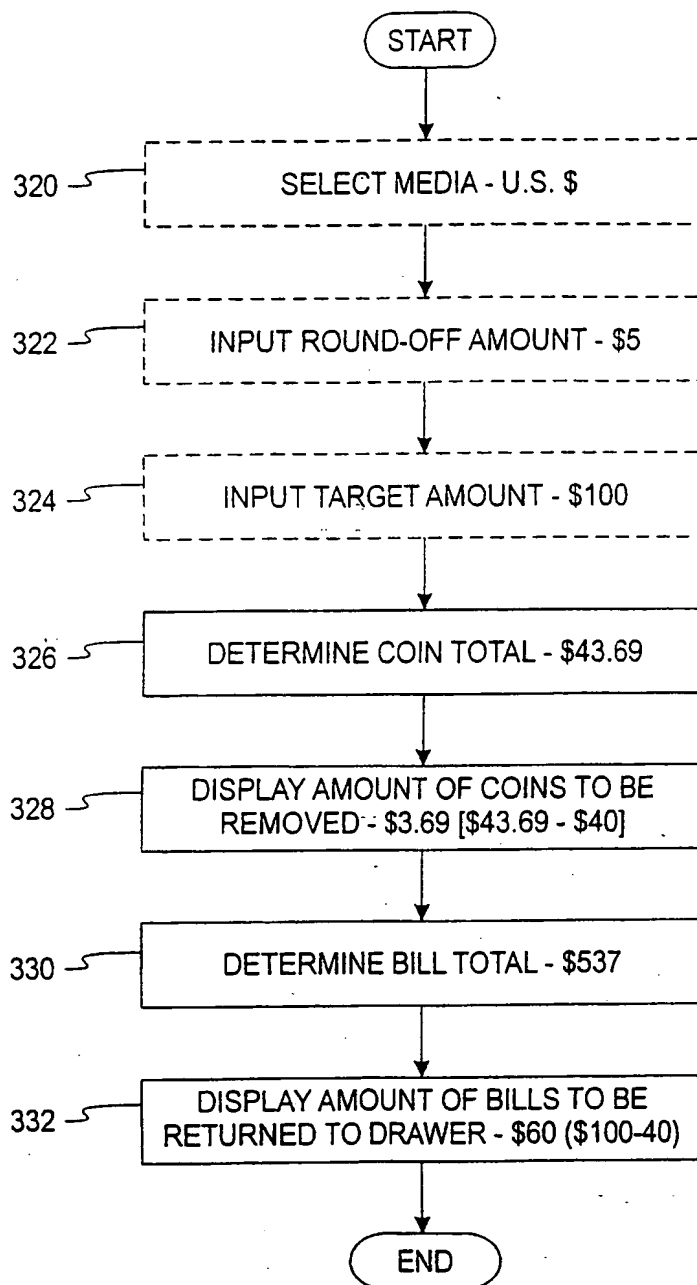 START
320
SELECT MEDIA - U.S. $
322
INPUT ROUND-OFF AMOUNT - $5
324
INPUT TARGET AMOUNT - $100
326
DETERMINE COIN TOTAL - $43.69
328
DISPLAY AMOUNT OF COINS TO BE
REMOVED - $3.69 [$43.69 - $40]
330
DETERMINE BILL TOTAL - $537
332
DISPLAY AMOUNT OF BILLS TO BE
RETURNED TO DRAWER - $60 ($100-40)
END